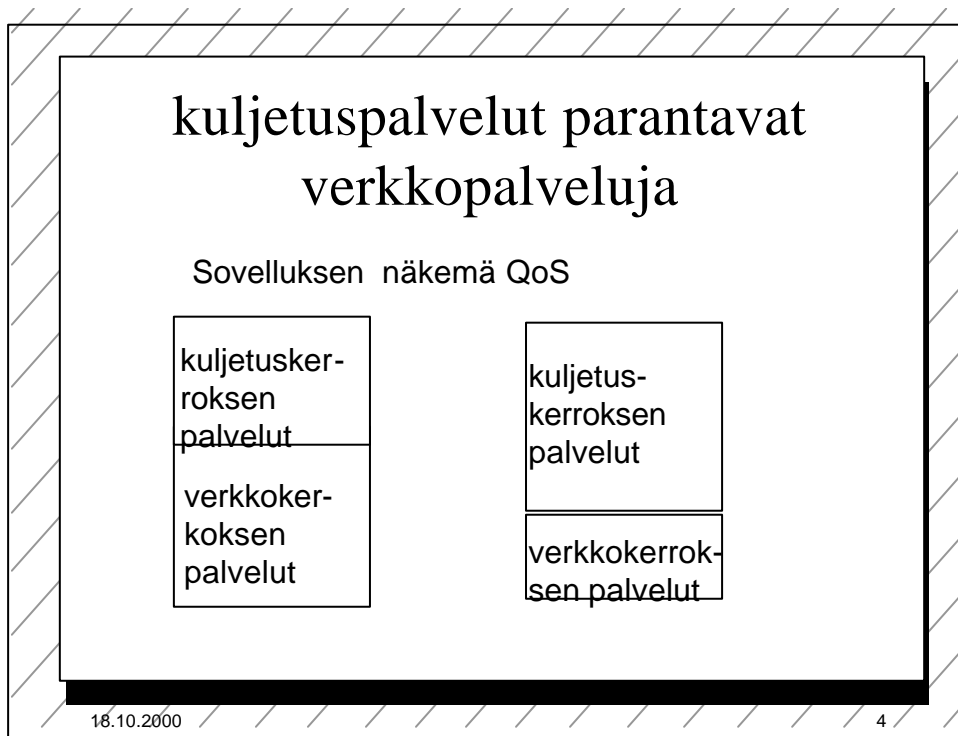 kuljetuspalvelut parantavat
verkkopalveluja
Sovelluksen näkemä QoS
kuljetusker-
roksen
palvelut
verkkoker-
koksen
palvelut
kuljetus-
kerroksen
palvelut
verkkokerrok-
sen palvelut
18.10.2000
4